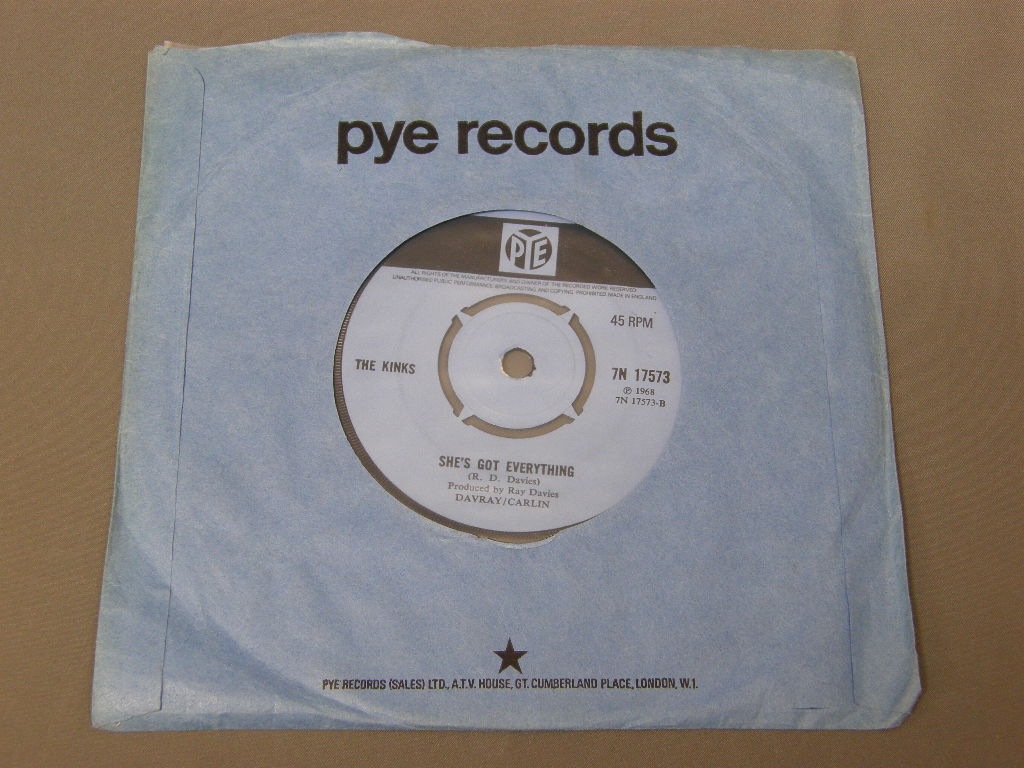 pye records
PYE
ALL RIGHTS OF THE MANUFACTURERS AND OWNER OF THE RECORDED WORK RESERVED
UNAUTHORISED PUBLIC PERFORMANCE, BROADCASTING AND COPYING PROHIBITED. MADE IN ENGLAND
45 RPM
THE KINKS
7N 17573
℗ 1968
7N 17573-B
SHE'S GOT EVERYTHING
(R. D. Davies)
Produced by Ray Davies
DAVRAY/CARLIN
PYE RECORDS (SALES) LTD., A.T.V. HOUSE, GT. CUMBERLAND PLACE, LONDON, W.1.